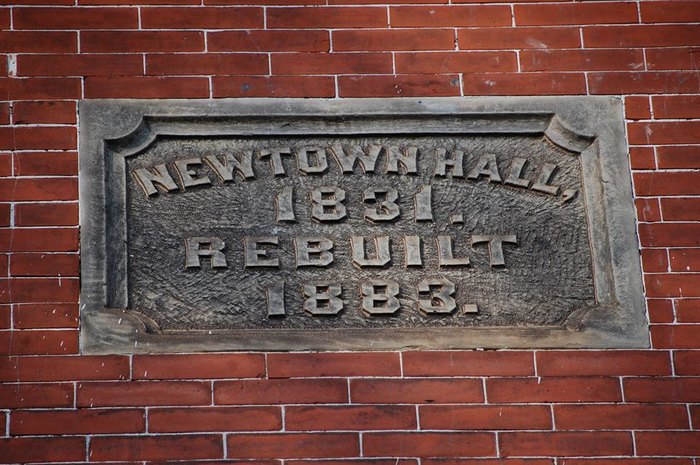 NEWTOWN HALL,
1831.
REBUILT
1883.